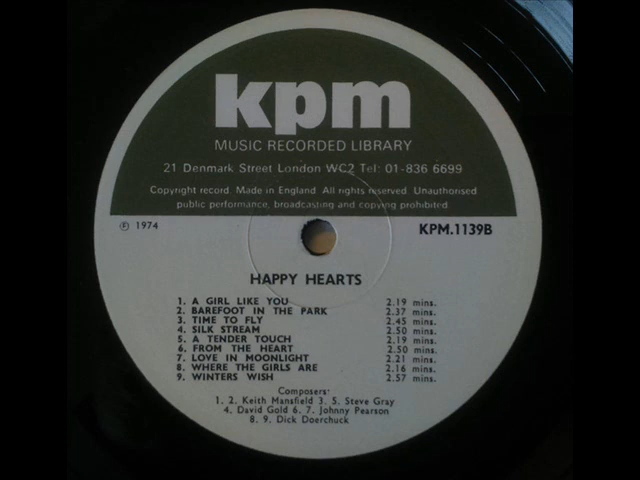 kpm
MUSIC RECORDED LIBRARY
21 Denmark Street London WC2 Tel: 01-836 6699
Copyright record. Made in England. All rights reserved. Unauthorised
public performance, broadcasting and copying prohibited
℗ 1974 KPM.1139B
HAPPY HEARTS
1. A GIRL LIKE YOU 2.19 mins.
2. BAREFOOT IN THE PARK 2.37 mins.
3. TIME TO FLY 2.45 mins.
4. SILK STREAM 2.50 mins.
5. A TENDER TOUCH 2.19 mins.
6. FROM THE HEART 2.50 mins.
7. LOVE IN MOONLIGHT 2.21 mins.
8. WHERE THE GIRLS ARE 2.16 mins.
9. WINTERS WISH 2.57 mins.
Composers:
1. 2. Keith Mansfield 3. 5. Steve Gray
4. David Gold 6. 7. Johnny Pearson
8. 9. Dick Doerchuck